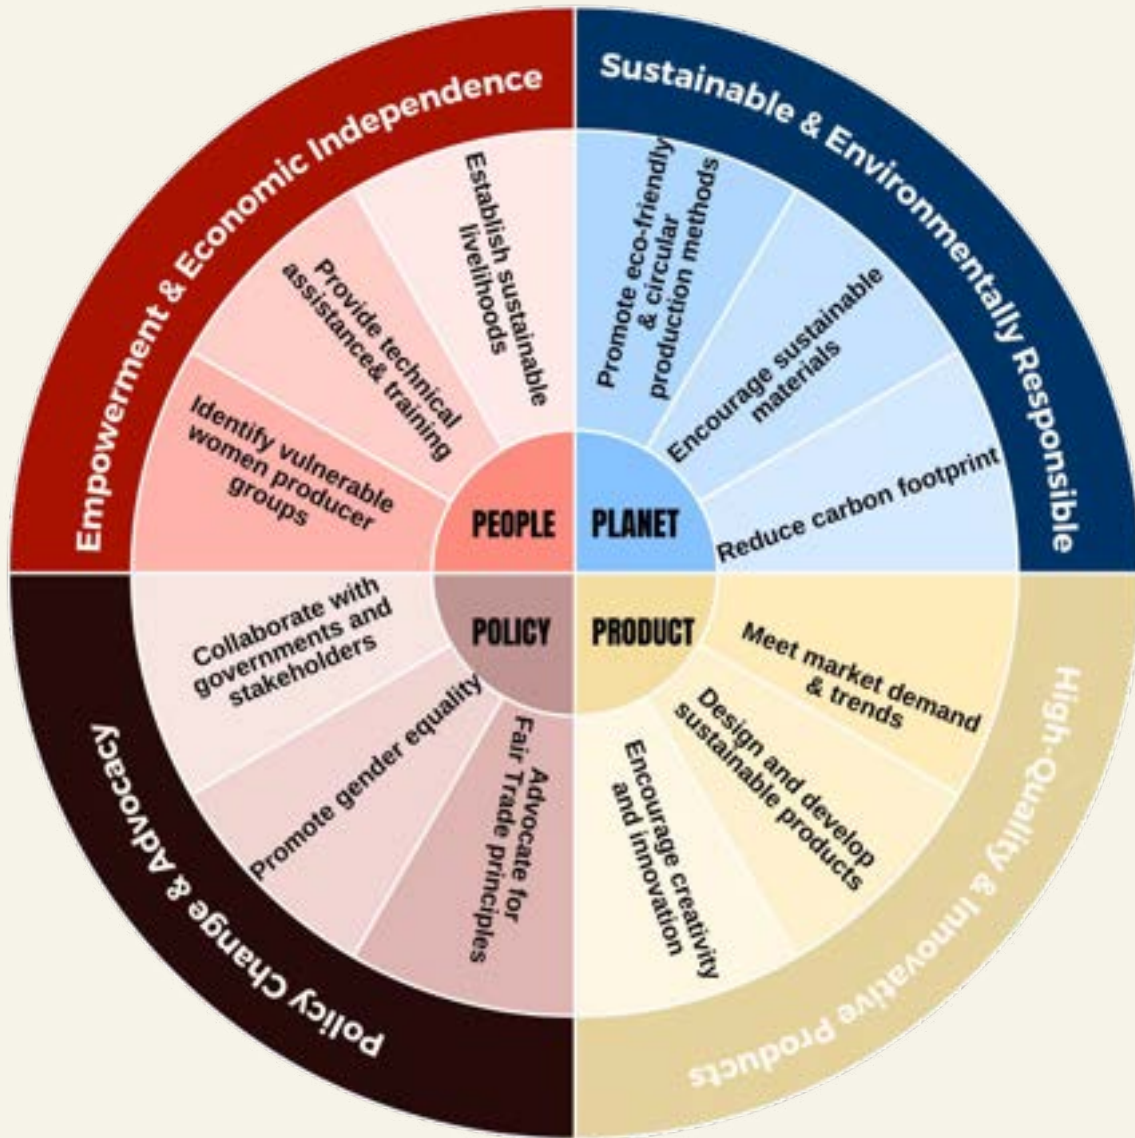 Empowerment & Economic Independence
Establish sustainable
livelihoods
Provide technical
assistance& training
Identify vulnerable
women producer
groups
PEOPLE
Sustainable & Environmentally Responsible
Promote eco-friendly
& circular
production methods
Encourage sustainable
materials
Reduce carbon footprint
PLANET
POLICY
Collaborate with
governments and
stakeholders
Promote gender equality
Advocate for
Fair Trade principles
Policy Change & Advocacy
PRODUCT
Meet market demand
& trends
Design and develop
sustainable products
Encourage creativity
and innovation
High-Quality & Innovative Products